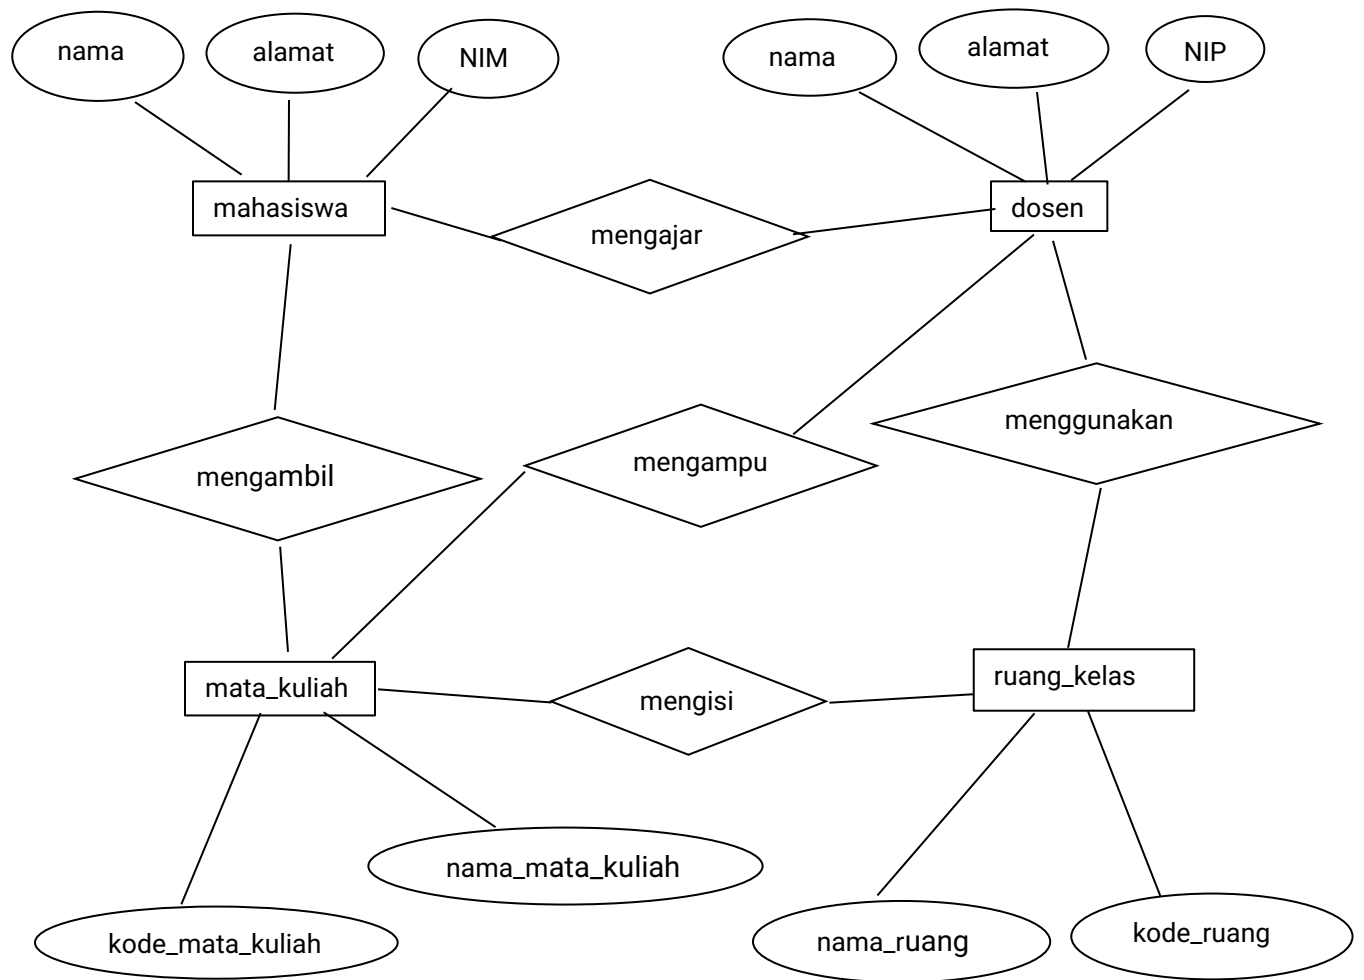 nama
alamat
NIM
nama
alamat
NIP
mahasiswa
mengajar
dosen
mengambil
mengampu
menggunakan
mata_kuliah
mengisi
ruang_kelas
nama_mata_kuliah
kode_mata_kuliah
nama_ruang
kode_ruang